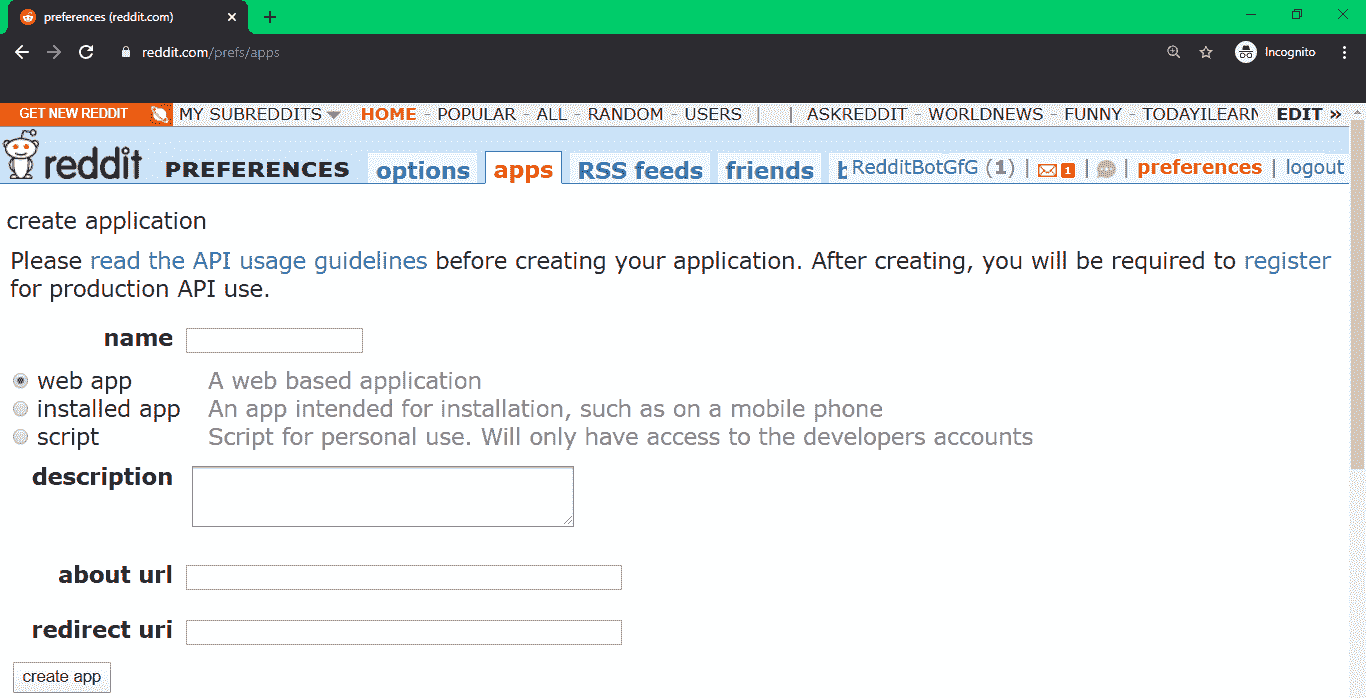 preferences (reddit.com)
reddit.com/prefs/apps
Incognito
GET NEW REDDIT MY SUBREDDITS HOME - POPULAR - ALL - RANDOM - USERS | | ASKREDDIT - WORLDNEWS - FUNNY - TODAYILEARN EDIT »
reddit PREFERENCES options apps RSS feeds friends b RedditBotGfG (1) | 1 | | preferences | logout
create application
Please read the API usage guidelines before creating your application. After creating, you will be required to register
for production API use.
name
web app A web based application
installed app An app intended for installation, such as on a mobile phone
script Script for personal use. Will only have access to the developers accounts
description
about url
redirect uri
create app